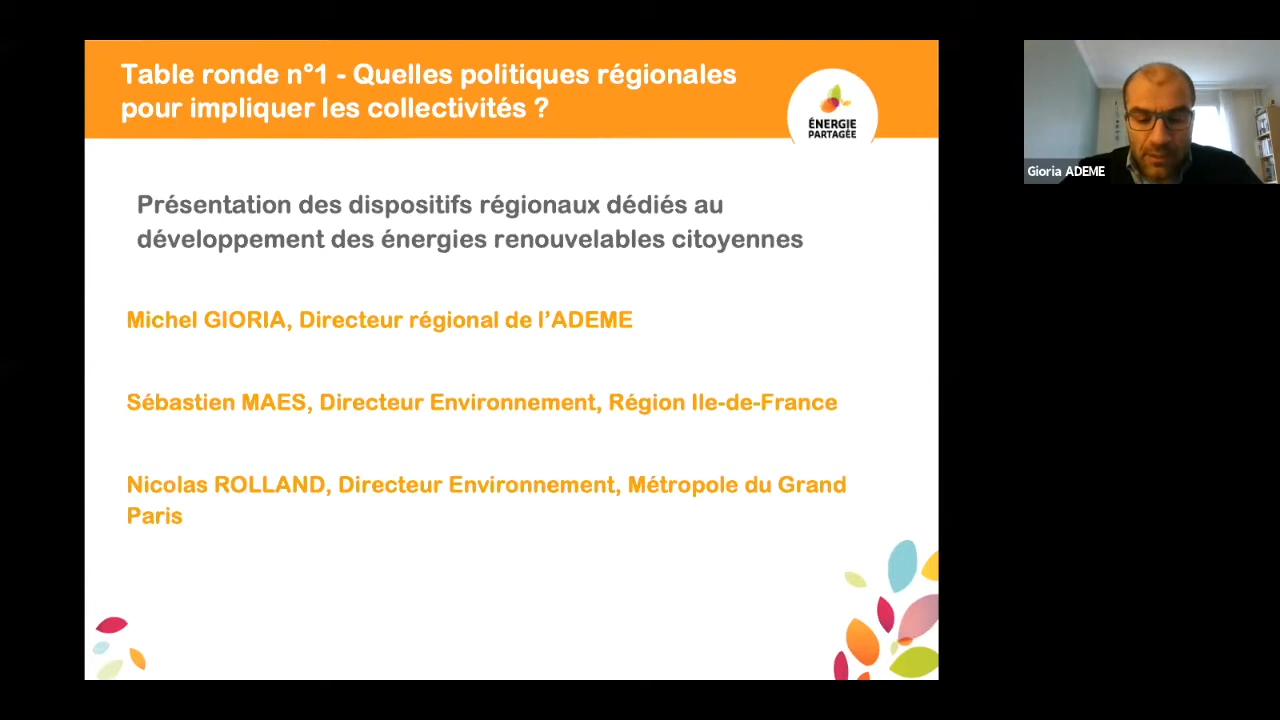 Table ronde n°1 - Quelles politiques régionales
pour impliquer les collectivités ?
ÉNERGIE
PARTAGÉE
Gioria ADEME
Présentation des dispositifs régionaux dédiés au
développement des énergies renouvelables citoyennes
Michel GIORIA, Directeur régional de l’ADEME
Sébastien MAES, Directeur Environnement, Région Ile-de-France
Nicolas ROLLAND, Directeur Environnement, Métropole du Grand
Paris